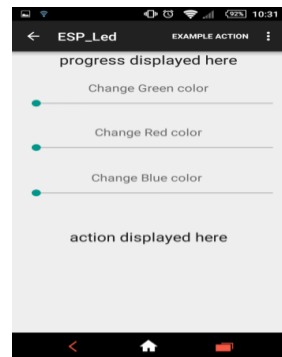 92% 10:31
ESP_Led EXAMPLE ACTION
progress displayed here
Change Green color
Change Red color
Change Blue color
action displayed here